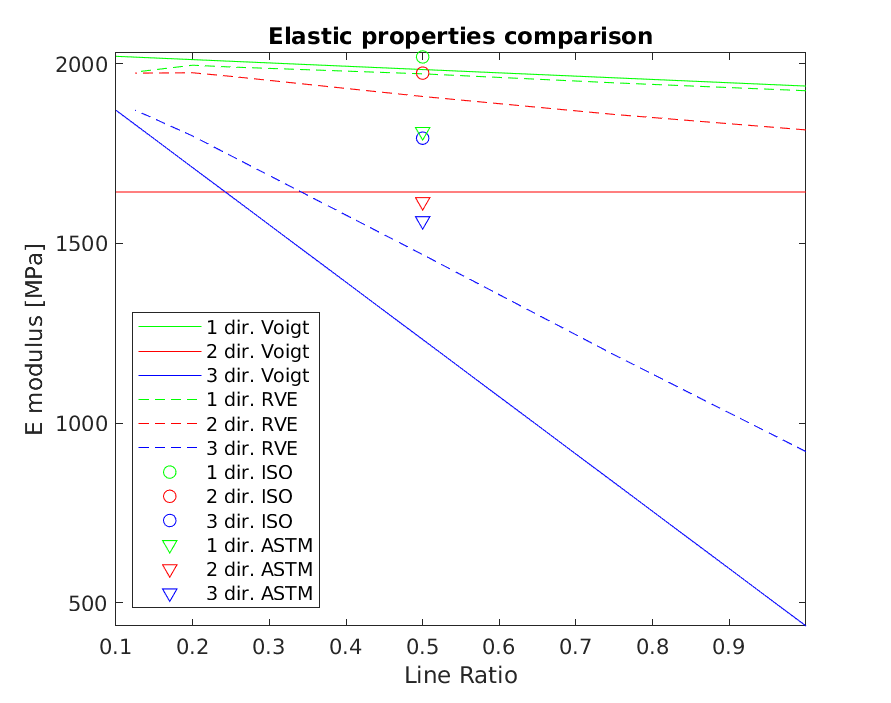 Elastic properties comparison
2000
1500
1000
500
E modulus [MPa]
1 dir. Voigt
2 dir. Voigt
3 dir. Voigt
1 dir. RVE
2 dir. RVE
3 dir. RVE
1 dir. ISO
2 dir. ISO
3 dir. ISO
1 dir. ASTM
2 dir. ASTM
3 dir. ASTM
0.1 0.2 0.3 0.4 0.5 0.6 0.7 0.8 0.9
Line Ratio